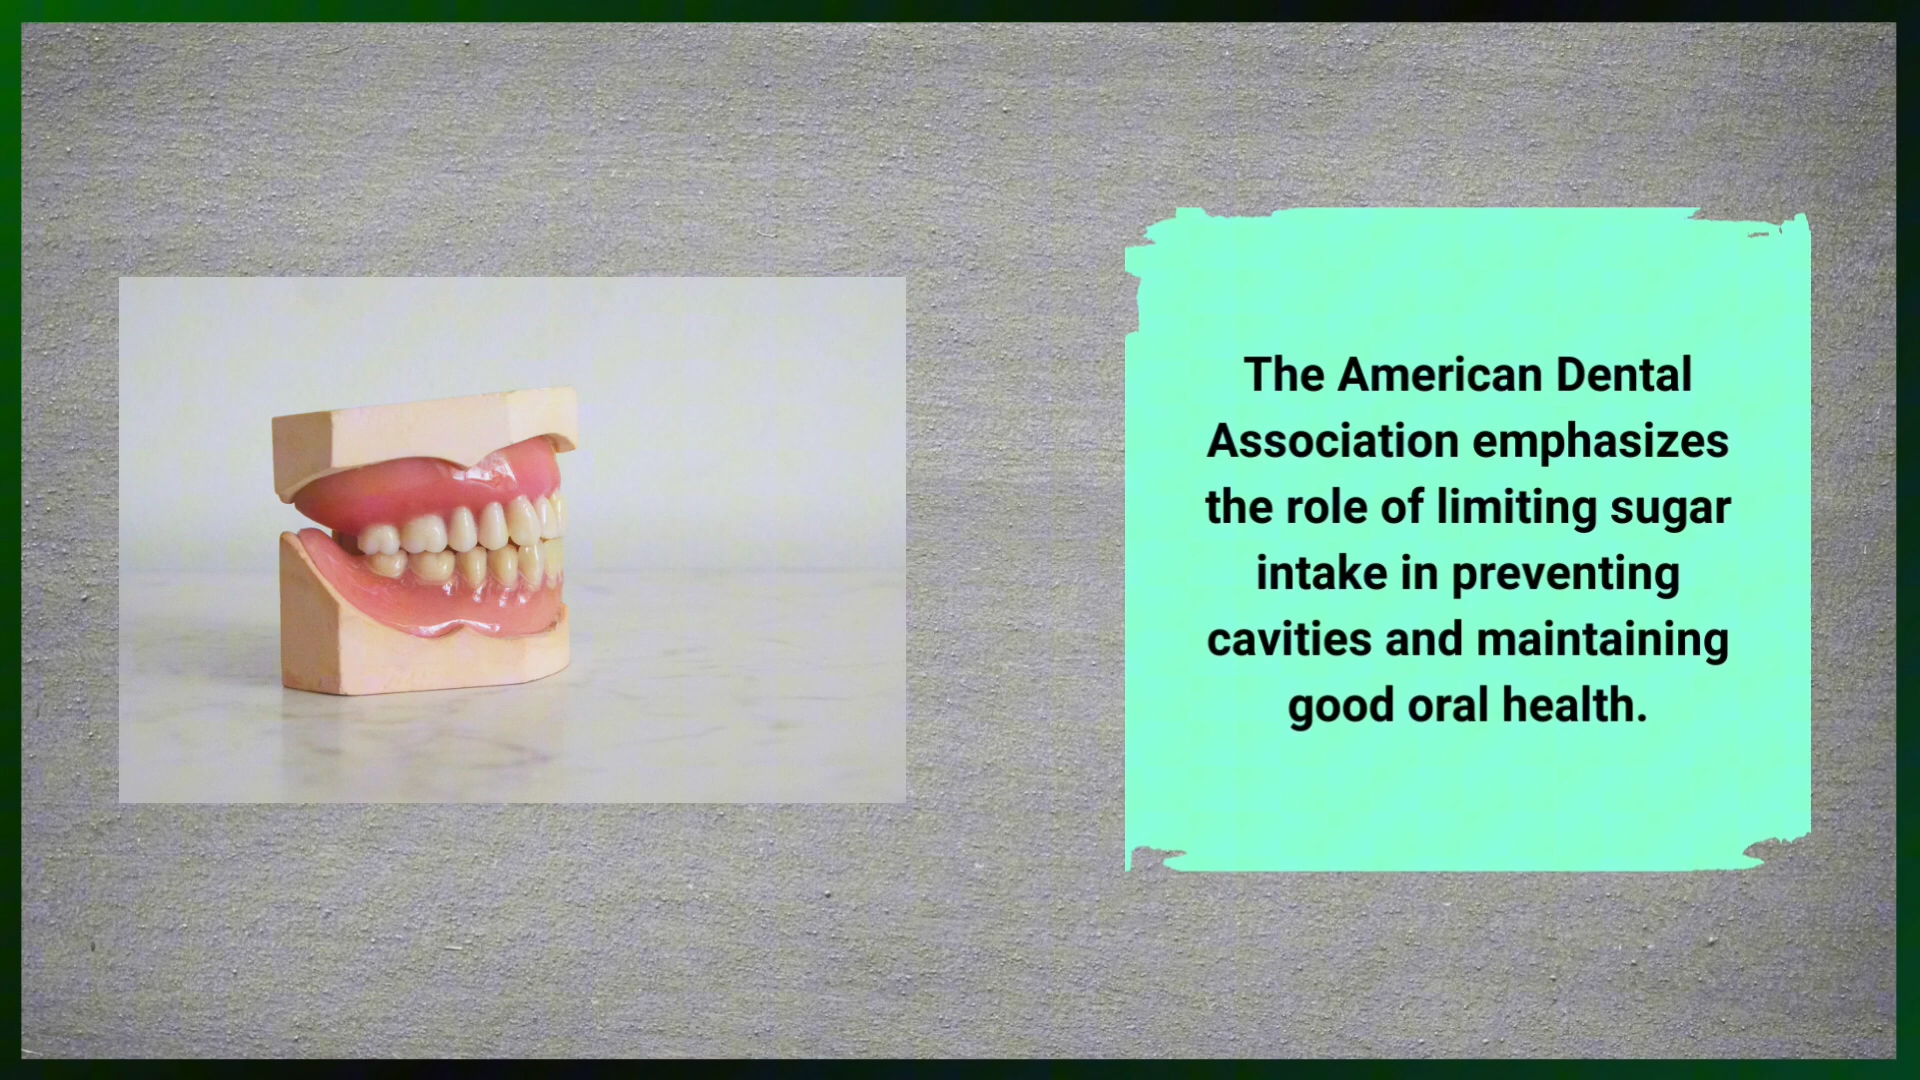 The American Dental
Association emphasizes
the role of limiting sugar
intake in preventing
cavities and maintaining
good oral health.